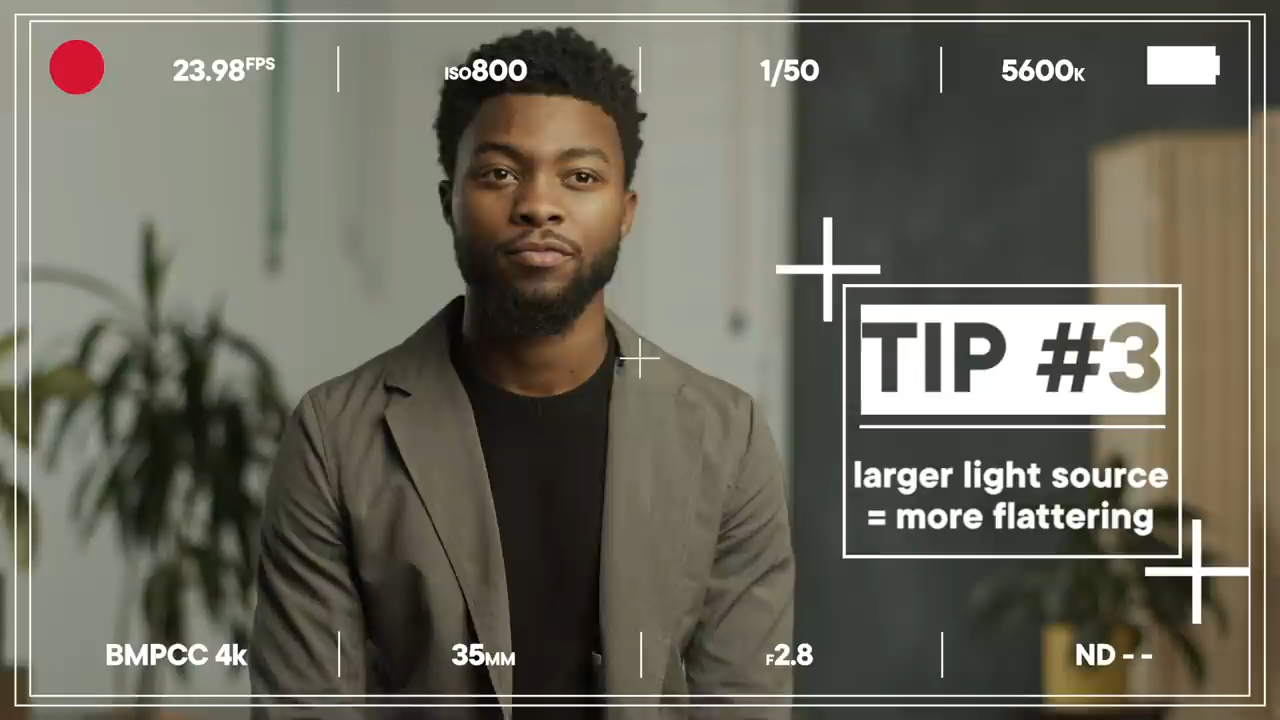 23.98FPS
ISO800
1/50
5600K
TIP #3
larger light source
= more flattering
BMPCC 4k
35MM
F2.8
ND - -